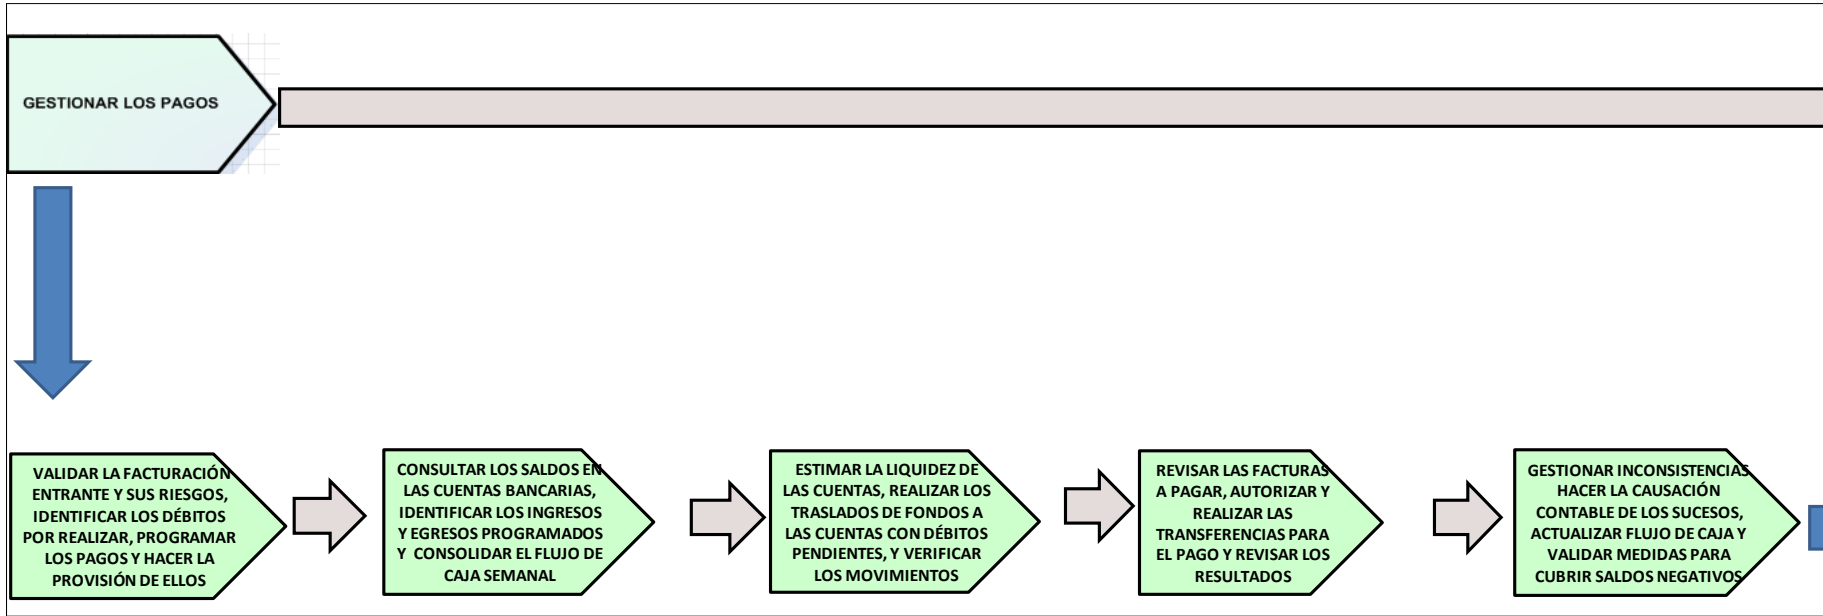 GESTIONAR LOS PAGOS
VALIDAR LA FACTURACIÓN
ENTRANTE Y SUS RIESGOS,
IDENTIFICAR LOS DÉBITOS
POR REALIZAR, PROGRAMAR
LOS PAGOS Y HACER LA
PROVISIÓN DE ELLOS
CONSULTAR LOS SALDOS EN
LAS CUENTAS BANCARIAS,
IDENTIFICAR LOS INGRESOS
Y EGRESOS PROGRAMADOS
Y CONSOLIDAR EL FLUJO DE
CAJA SEMANAL
ESTIMAR LA LIQUIDEZ DE
LAS CUENTAS, REALIZAR LOS
TRASLADOS DE FONDOS A
LAS CUENTAS CON DÉBITOS
PENDIENTES, Y VERIFICAR
LOS MOVIMIENTOS
REVISAR LAS FACTURAS
A PAGAR, AUTORIZAR Y
REALIZAR LAS
TRANSFERENCIAS PARA
EL PAGO Y REVISAR LOS
RESULTADOS
GESTIONAR INCONSISTENCIAS
HACER LA CAUSACIÓN
CONTABLE DE LOS SUCESOS,
ACTUALIZAR FLUJO DE CAJA Y
VALIDAR MEDIDAS PARA
CUBRIR SALDOS NEGATIVOS